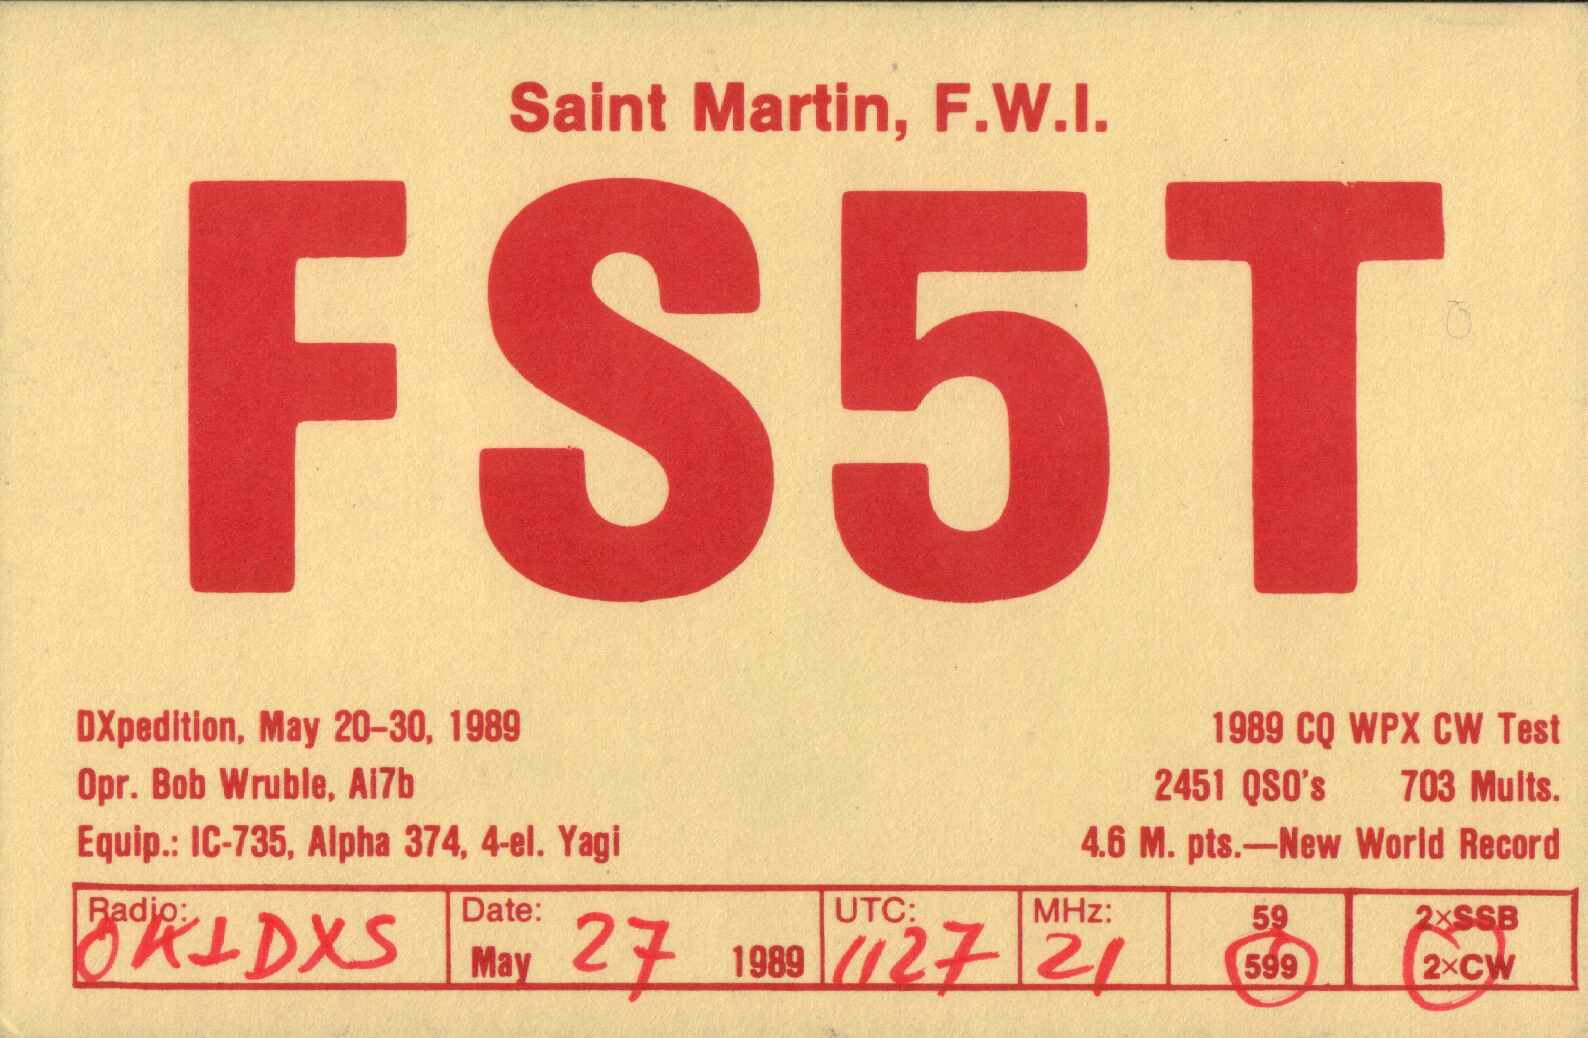 Saint Martin, F.W.I.
FS5T
DXpedition, May 20–30, 1989
Opr. Bob Wruble, Ai7b
Equip.: IC-735, Alpha 374, 4-el. Yagi
1989 CQ WPX CW Test
2451 QSO's 703 Mults.
4.6 M. pts.—New World Record
Radio: OK1DXS
Date: May 27 1989
UTC: 1127
MHz: 21
59
599
2×SSB
2×CW